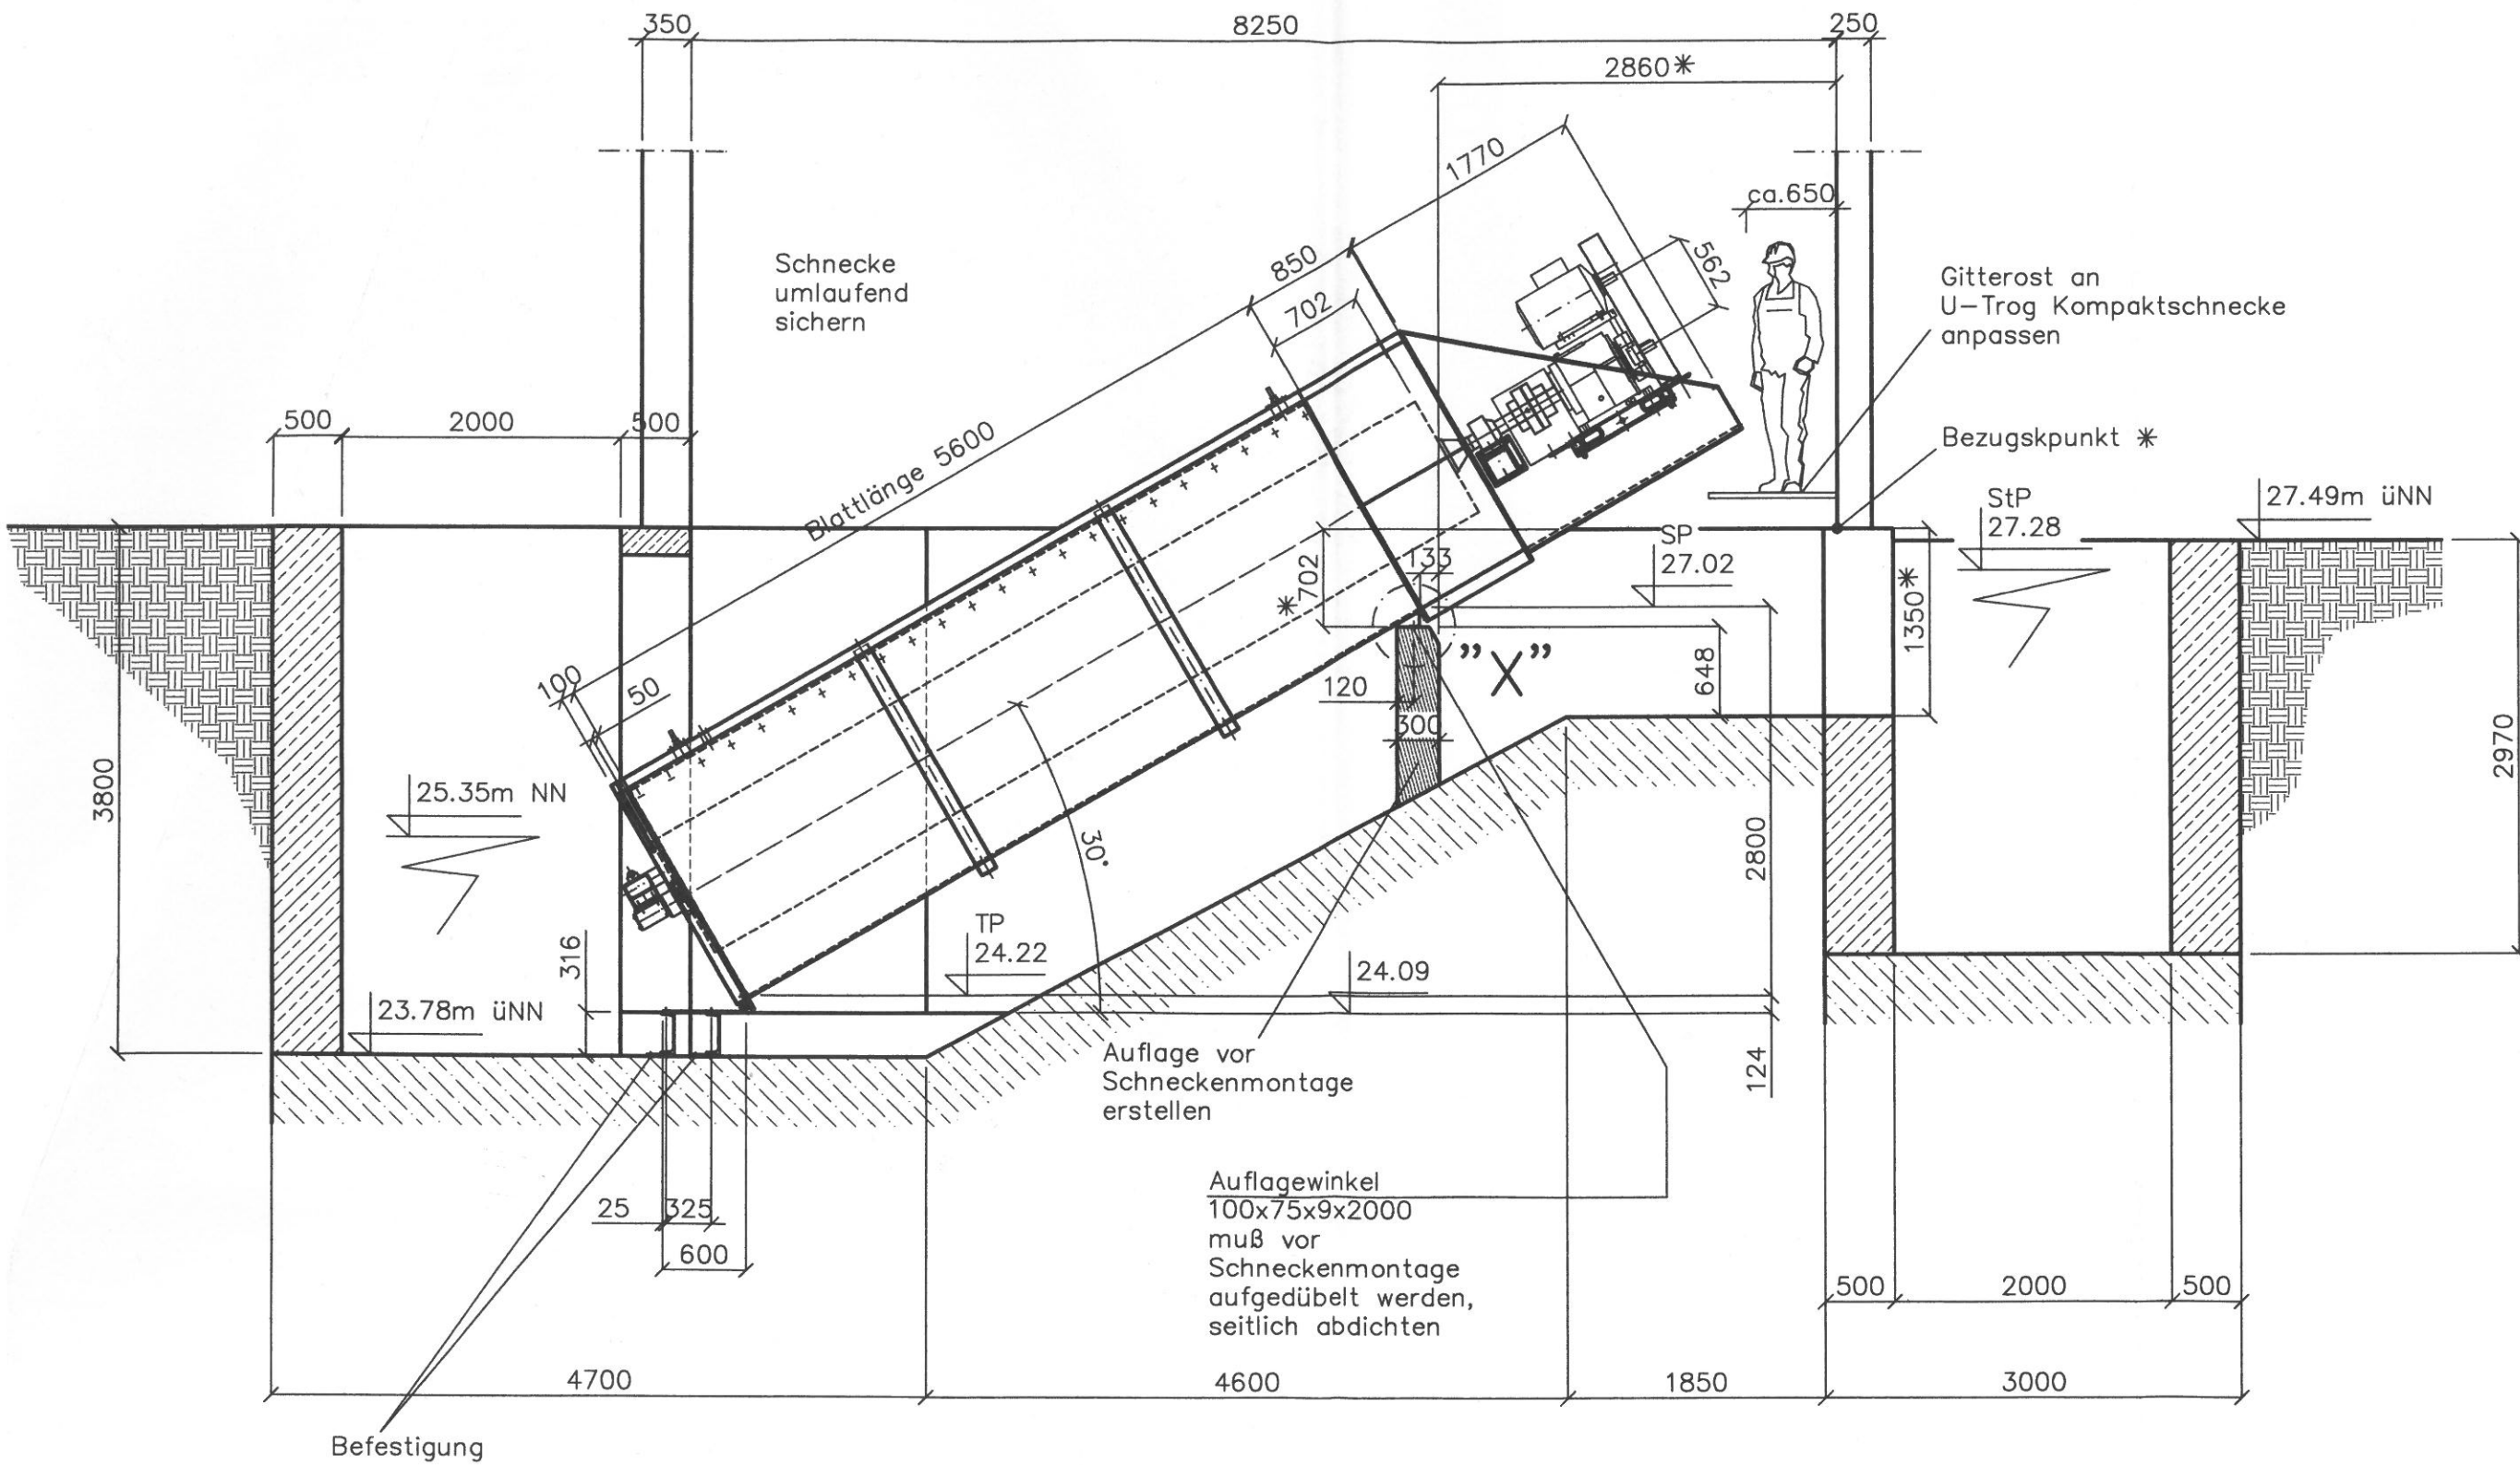 350
8250
250
2860*
1770
ca.650
562
850
702
Schnecke
umlaufend
sichern
Gitterost an
U-Trog Kompaktschnecke
anpassen
500
2000
500
Blattlänge 5600
Bezugskpunkt *
StP
27.28
27.49m üNN
SP
27.02
133
* 702
1350*
648
"X"
120
300
100
50
3800
25.35m NN
30°
2800
2970
TP
24.22
24.09
316
23.78m üNN
124
Auflage vor
Schneckenmontage
erstellen
Auflagewinkel
100x75x9x2000
muß vor
Schneckenmontage
aufgedübelt werden,
seitlich abdichten
25
325
600
500
2000
500
4700
4600
1850
3000
Befestigung